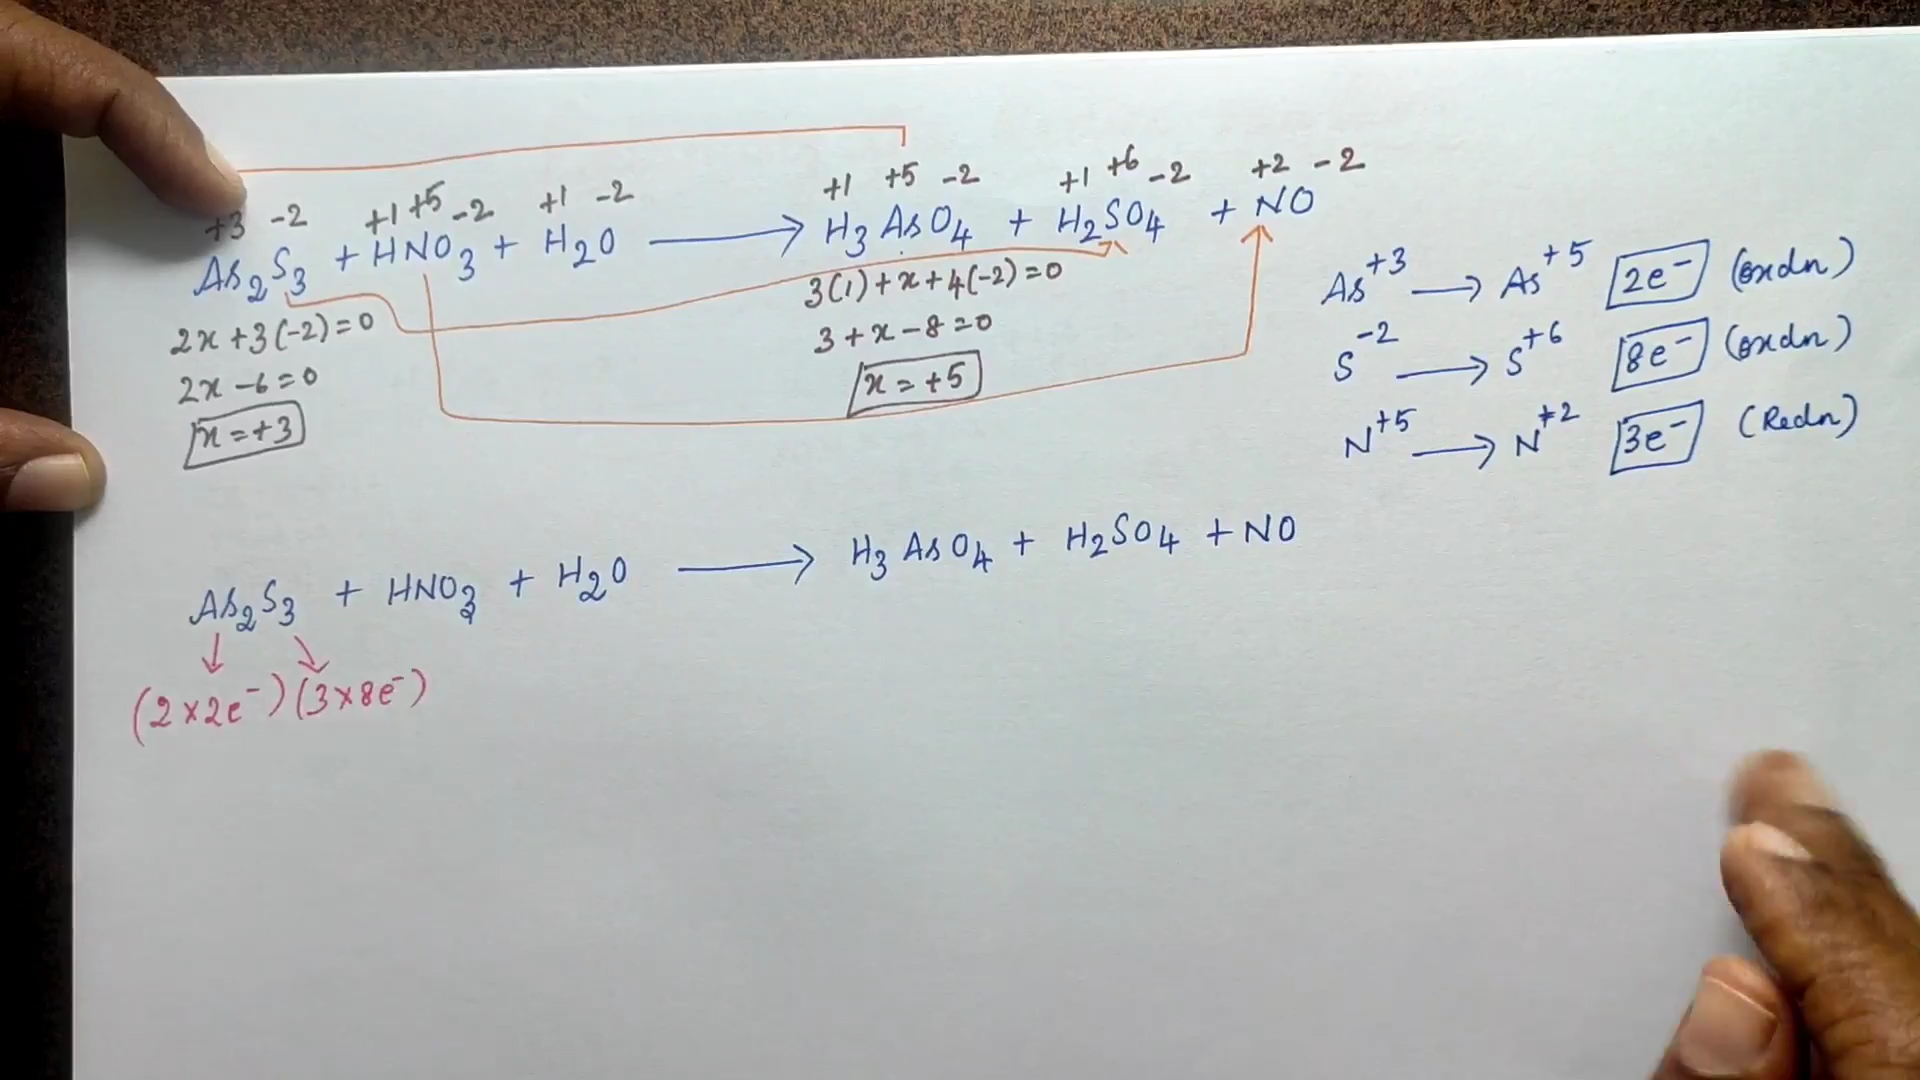 +3 -2 +1 +5 -2 +1 -2 +1 +5 -2 +1 +6 -2 +2 -2
As₂S₃ + HNO₃ + H₂O ⟶ H₃AsO₄ + H₂SO₄ + NO
2x + 3(-2) = 0
2x - 6 = 0
x = +3
3(1) + x + 4(-2) = 0
3 + x - 8 = 0
x = +5
As⁺³ ⟶ As⁺⁵ 2e⁻ (oxdn)
S⁻² ⟶ S⁺⁶ 8e⁻ (oxdn)
N⁺⁵ ⟶ N⁺² 3e⁻ (Redn)
As₂S₃ + HNO₃ + H₂O ⟶ H₃AsO₄ + H₂SO₄ + NO
(2×2e⁻) (3×8e⁻)